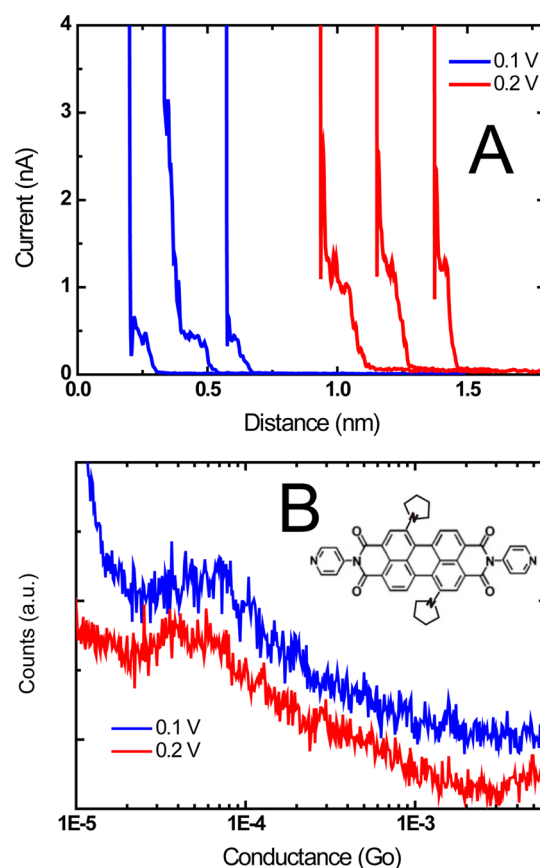 4
3
2
1
0
Current (nA)
0.1 V
0.2 V
A
0.0 0.5 1.0 1.5
Distance (nm)
B
N
O O
N N N N
O O
N
Counts (a.u.)
0.1 V
0.2 V
1E-5 1E-4 1E-3
Conductance (Go)